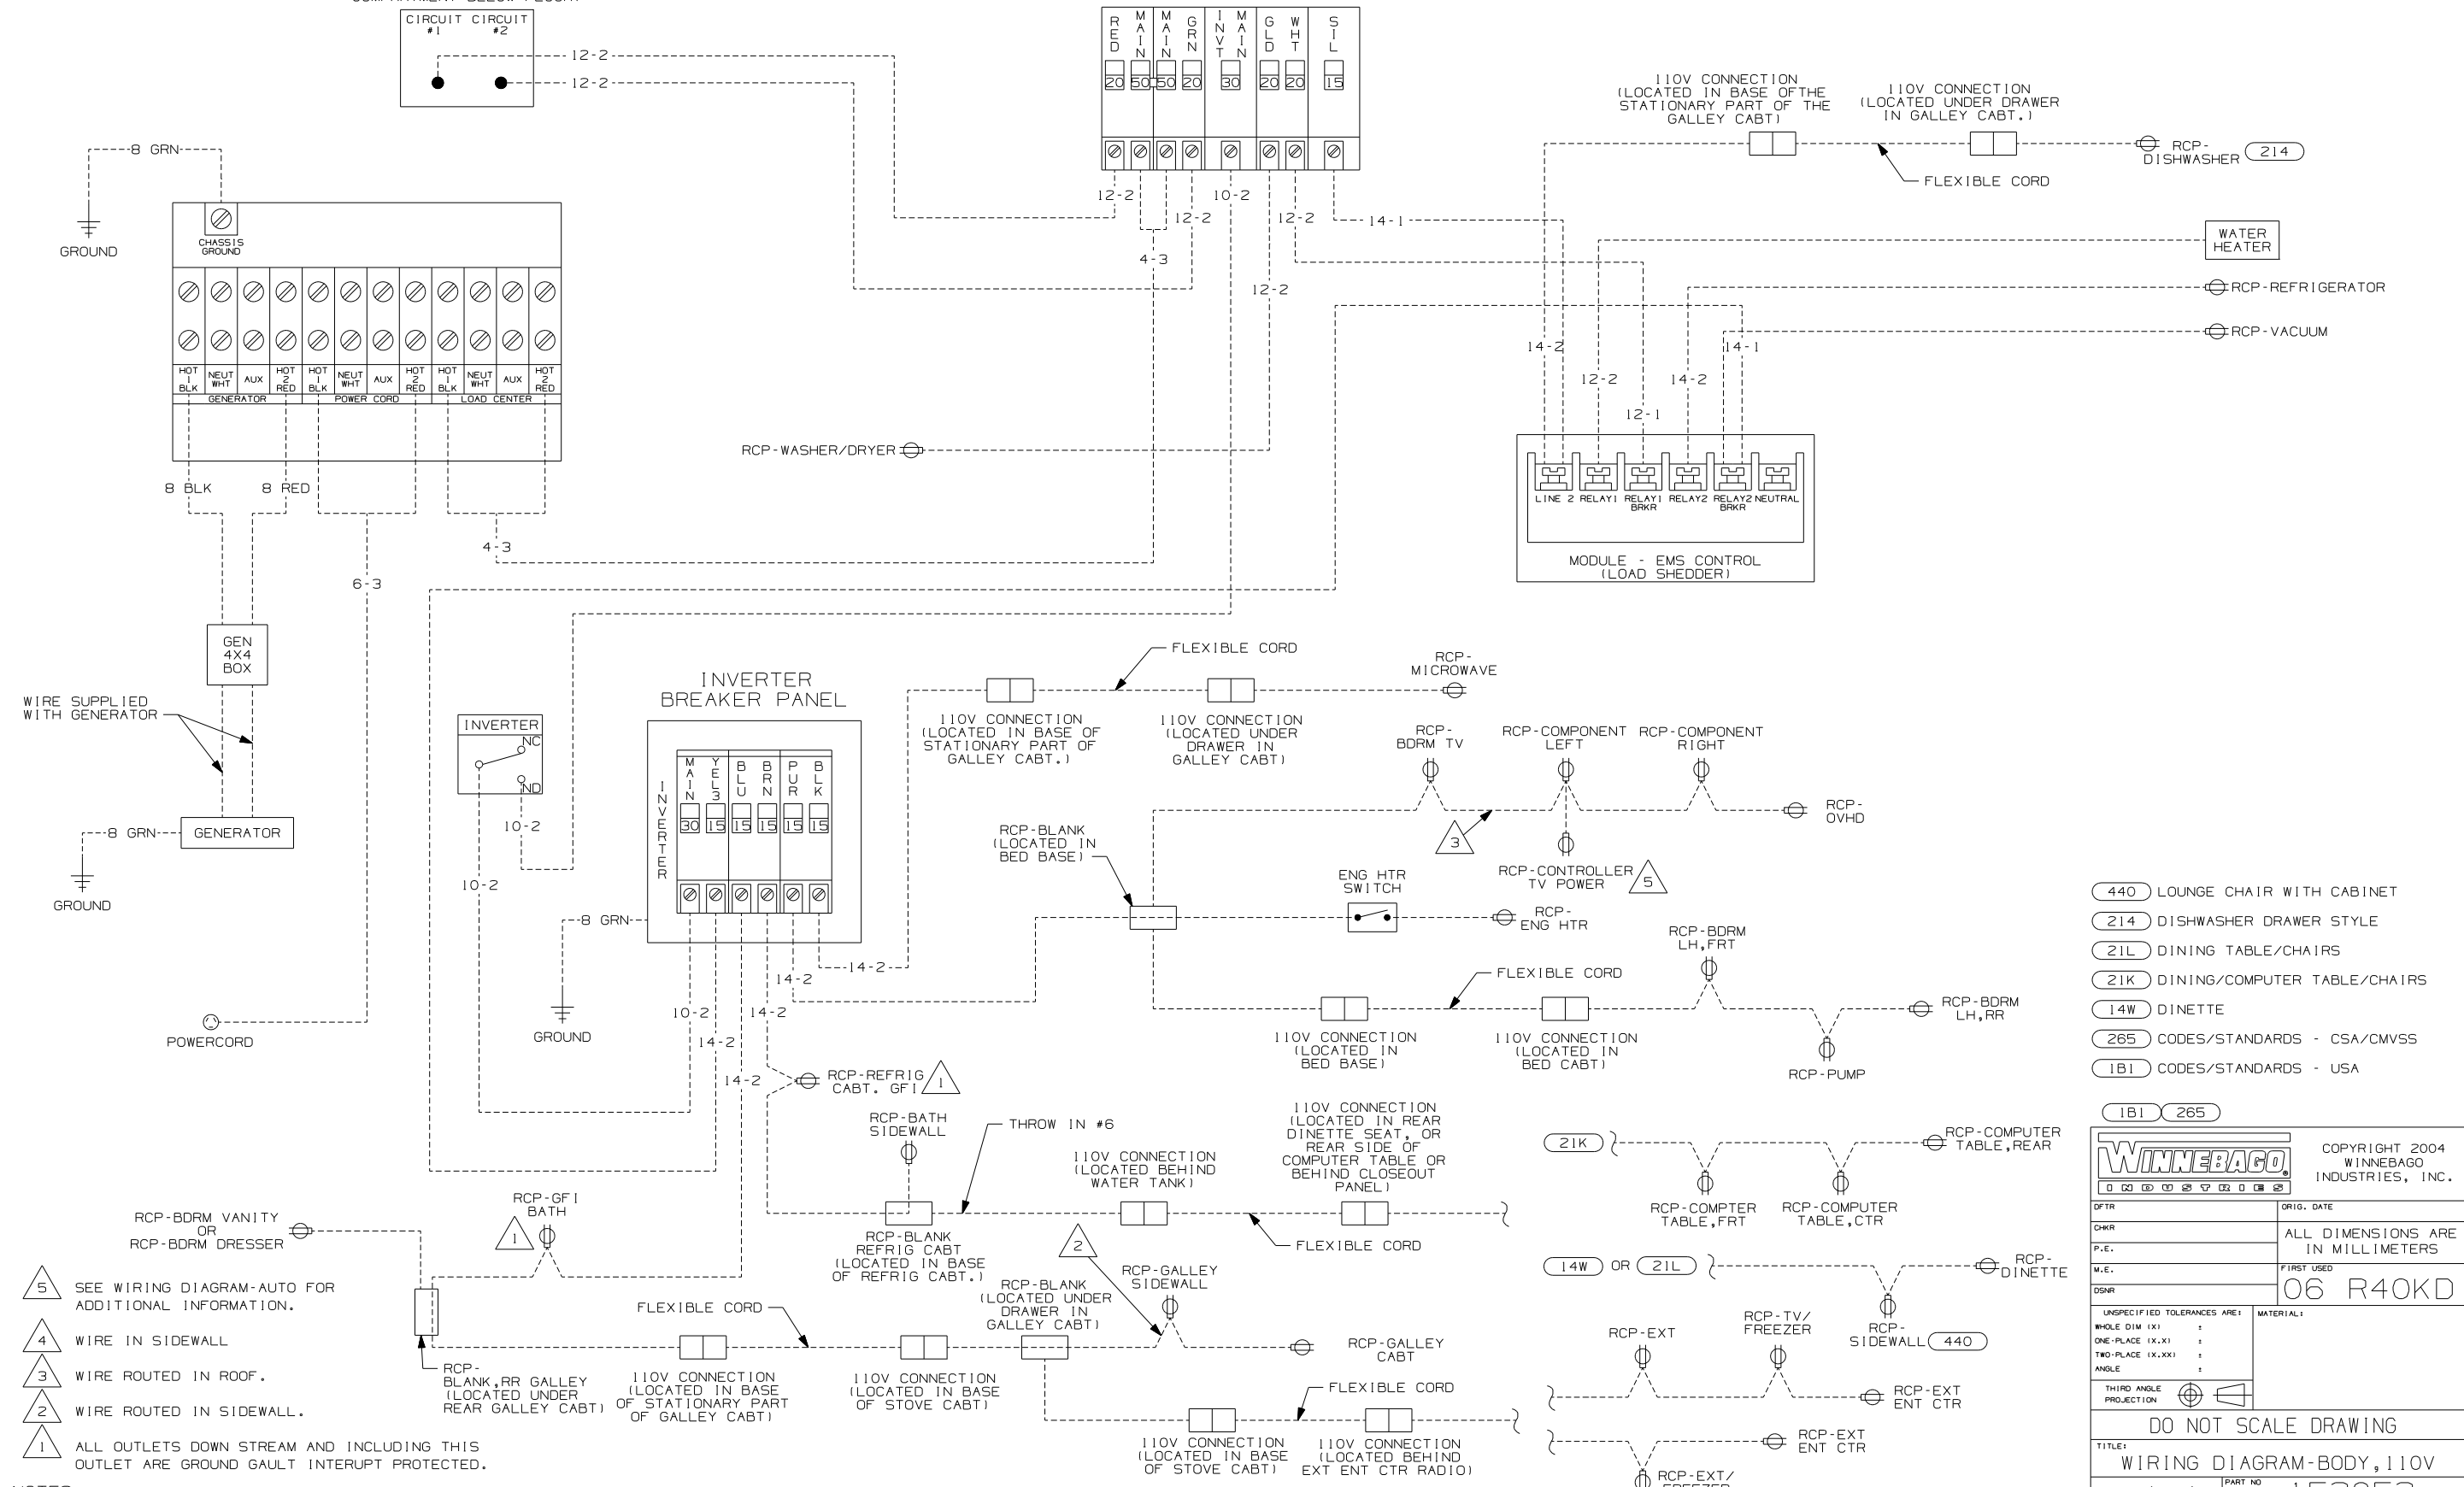 CIRCUIT CIRCUIT
#1 #2
12-2
12-2
RED
MAIN
MAIN
GRN
INVT
MAIN
GLD
WHT
SIL
20 50 50 20 30 20 20 15
12-2
12-2
10-2
12-2
14-1
4-3
12-2
110V CONNECTION
(LOCATED IN BASE OFTHE
STATIONARY PART OF THE
GALLEY CABT)
110V CONNECTION
(LOCATED UNDER DRAWER
IN GALLEY CABT.)
RCP-
DISHWASHER 214
FLEXIBLE CORD
WATER
HEATER
RCP-REFRIGERATOR
RCP-VACUUM
8 GRN
GROUND
CHASSIS
GROUND
HOT
1
BLK
NEUT
WHT
AUX
HOT
2
RED
HOT
1
BLK
NEUT
WHT
AUX
HOT
2
RED
HOT
1
BLK
NEUT
WHT
AUX
HOT
2
RED
GENERATOR POWER CORD LOAD CENTER
8 BLK
8 RED
6-3
4-3
RCP-WASHER/DRYER
14-2
14-1
12-2
14-2
12-1
LINE 2 RELAY1 RELAY1 RELAY2 RELAY2 NEUTRAL
BRKR BRKR
MODULE - EMS CONTROL
(LOAD SHEDDER)
GEN
4X4
BOX
WIRE SUPPLIED
WITH GENERATOR
GENERATOR
8 GRN
GROUND
POWERCORD
INVERTER
NC
ND
10-2
10-2
INVERTER
BREAKER PANEL
INVERTER
MAIN
YEL3
BLU
BRN
PUR
BLK
30 15 15 15 15 15
8 GRN
GROUND
14-2
14-2
10-2
14-2
14-2
14-2
FLEXIBLE CORD
RCP-
MICROWAVE
110V CONNECTION
(LOCATED IN BASE OF
STATIONARY PART OF
GALLEY CABT.)
110V CONNECTION
(LOCATED UNDER
DRAWER IN
GALLEY CABT)
RCP-
BDRM TV
RCP-COMPONENT
LEFT
RCP-COMPONENT
RIGHT
RCP-
OVHD
3
RCP-BLANK
(LOCATED IN
BED BASE)
RCP-CONTROLLER
TV POWER 5
ENG HTR
SWITCH
RCP-
ENG HTR
RCP-BDRM
LH,FRT
FLEXIBLE CORD
RCP-BDRM
LH,RR
110V CONNECTION
(LOCATED IN
BED BASE)
110V CONNECTION
(LOCATED IN
BED CABT)
RCP-PUMP
RCP-REFRIG
CABT. GFI
1
RCP-BATH
SIDEWALL
THROW IN #6
110V CONNECTION
(LOCATED BEHIND
WATER TANK)
110V CONNECTION
(LOCATED IN REAR
DINETTE SEAT, OR
REAR SIDE OF
COMPUTER TABLE OR
BEHIND CLOSEOUT
PANEL)
RCP-BLANK
REFRIG CABT
(LOCATED IN BASE
OF REFRIG CABT.)
FLEXIBLE CORD
2
RCP-BDRM VANITY
OR
RCP-BDRM DRESSER
RCP-GFI
BATH
1
RCP-
BLANK,RR GALLEY
(LOCATED UNDER
REAR GALLEY CABT)
FLEXIBLE CORD
110V CONNECTION
(LOCATED IN BASE
OF STATIONARY PART
OF GALLEY CABT)
110V CONNECTION
(LOCATED IN BASE
OF STOVE CABT)
RCP-BLANK
(LOCATED UNDER
DRAWER IN
GALLEY CABT)
RCP-GALLEY
SIDEWALL
RCP-GALLEY
CABT
FLEXIBLE CORD
110V CONNECTION
(LOCATED IN BASE
OF STOVE CABT)
110V CONNECTION
(LOCATED BEHIND
EXT ENT CTR RADIO)
21K
RCP-COMPUTER
TABLE,REAR
RCP-COMPTER
TABLE,FRT
RCP-COMPUTER
TABLE,CTR
14W OR 21L
RCP-
DINETTE
RCP-
SIDEWALL 440
RCP-EXT
RCP-TV/
FREEZER
RCP-EXT
ENT CTR
RCP-EXT
ENT CTR
RCP-EXT/
5 SEE WIRING DIAGRAM-AUTO FOR
ADDITIONAL INFORMATION.
4 WIRE IN SIDEWALL
3 WIRE ROUTED IN ROOF.
2 WIRE ROUTED IN SIDEWALL.
1 ALL OUTLETS DOWN STREAM AND INCLUDING THIS
OUTLET ARE GROUND GAULT INTERUPT PROTECTED.
440 LOUNGE CHAIR WITH CABINET
214 DISHWASHER DRAWER STYLE
21L DINING TABLE/CHAIRS
21K DINING/COMPUTER TABLE/CHAIRS
14W DINETTE
265 CODES/STANDARDS - CSA/CMVSS
1B1 CODES/STANDARDS - USA
1B1 265
WINNEBAGO
INDUSTRIES
COPYRIGHT 2004
WINNEBAGO
INDUSTRIES, INC.
DFTR
ORIG. DATE
CHKR
P.E.
M.E.
DSNR
ALL DIMENSIONS ARE
IN MILLIMETERS
FIRST USED
06 R40KD
UNSPECIFIED TOLERANCES ARE:
MATERIAL:
WHOLE DIM (X) ±
ONE-PLACE (X.X) ±
TWO-PLACE (X.XX) ±
ANGLE ±
THIRD ANGLE
PROJECTION
DO NOT SCALE DRAWING
TITLE:
WIRING DIAGRAM-BODY,110V
PART NO